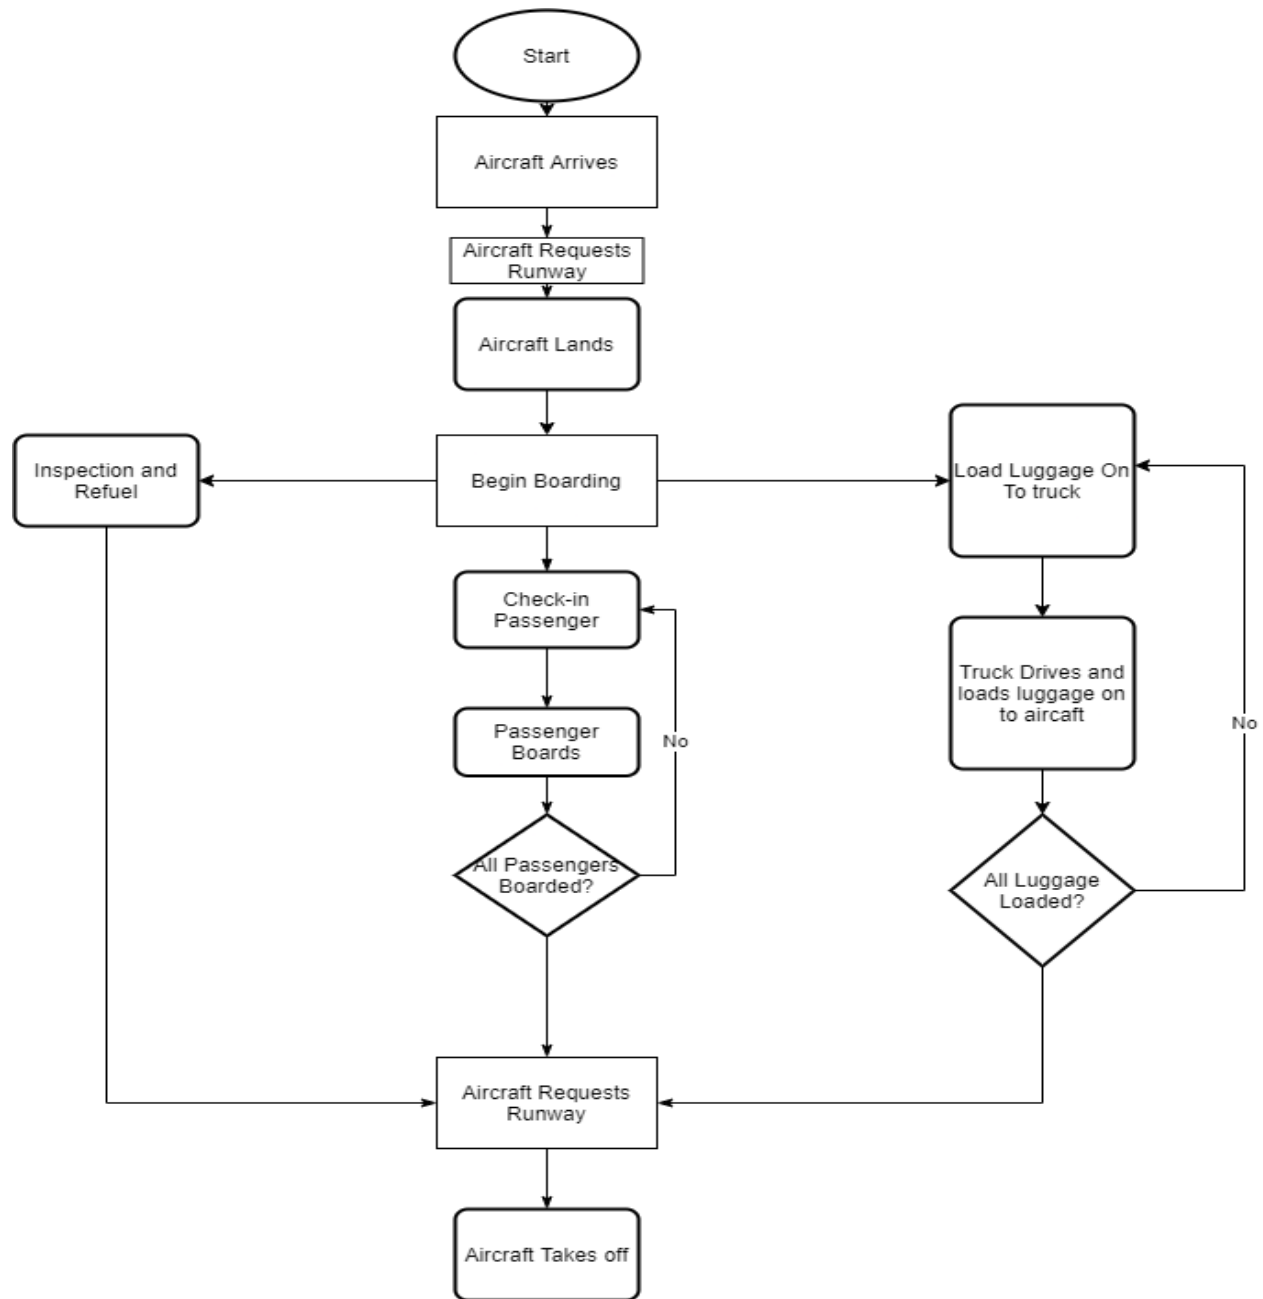 Start
Aircraft Arrives
Aircraft Requests
Runway
Aircraft Lands
Inspection and
Refuel
Begin Boarding
Load Luggage On
To truck
Check-in
Passenger
Truck Drives and
loads luggage on
to aircaft
Passenger
Boards
No
No
All Passengers
Boarded?
All Luggage
Loaded?
Aircraft Requests
Runway
Aircraft Takes off